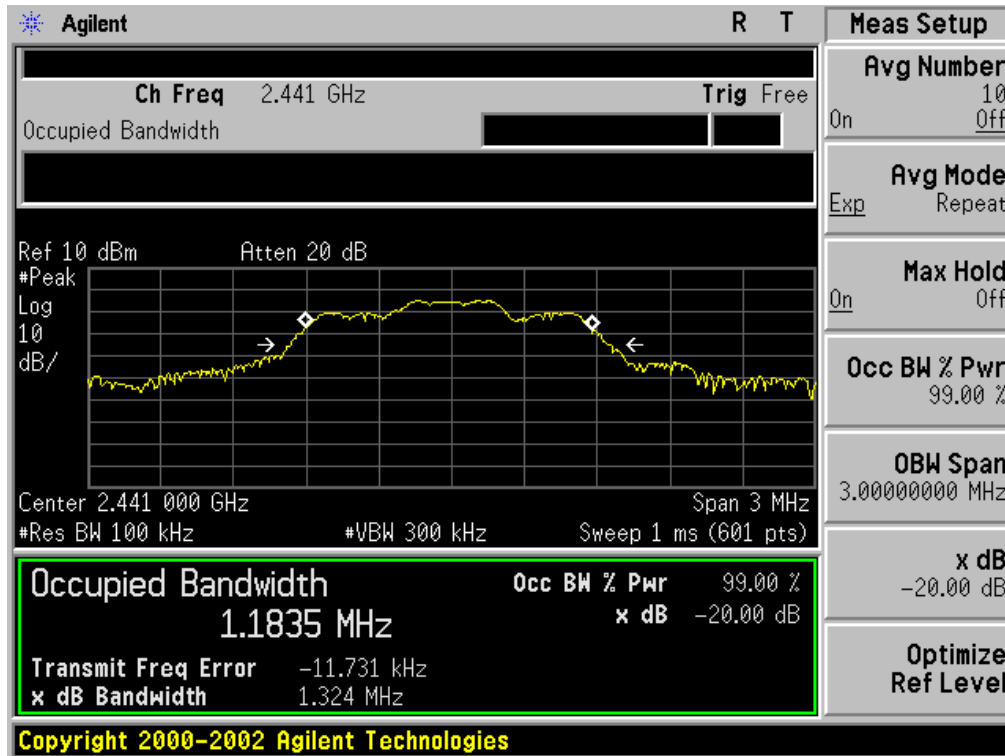 Agilent R T
Ch Freq 2.441 GHz Trig Free
Occupied Bandwidth
Ref 10 dBm Atten 20 dB
#Peak
Log
10
dB/
Center 2.441 000 GHz Span 3 MHz
#Res BW 100 kHz #VBW 300 kHz Sweep 1 ms (601 pts)
Occupied Bandwidth Occ BW % Pwr 99.00 %
1.1835 MHz x dB -20.00 dB
Transmit Freq Error -11.731 kHz
x dB Bandwidth 1.324 MHz
Copyright 2000-2002 Agilent Technologies
Meas Setup
Avg Number
10
On Off
Avg Mode
Exp Repeat
Max Hold
On Off
Occ BW % Pwr
99.00 %
OBW Span
3.00000000 MHz
x dB
-20.00 dB
Optimize
Ref Level